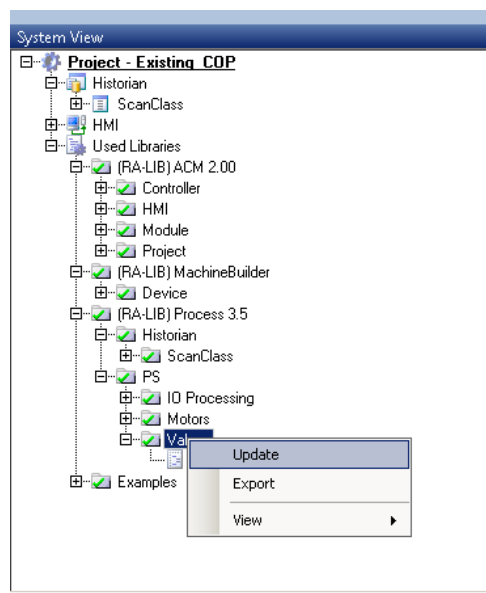 System View
Project - Existing_COP
Historian
ScanClass
HMI
Used Libraries
(RA-LIB) ACM 2.00
Controller
HMI
Module
Project
(RA-LIB) MachineBuilder
Device
(RA-LIB) Process 3.5
Historian
ScanClass
PS
IO Processing
Motors
Update
Export
Examples
View